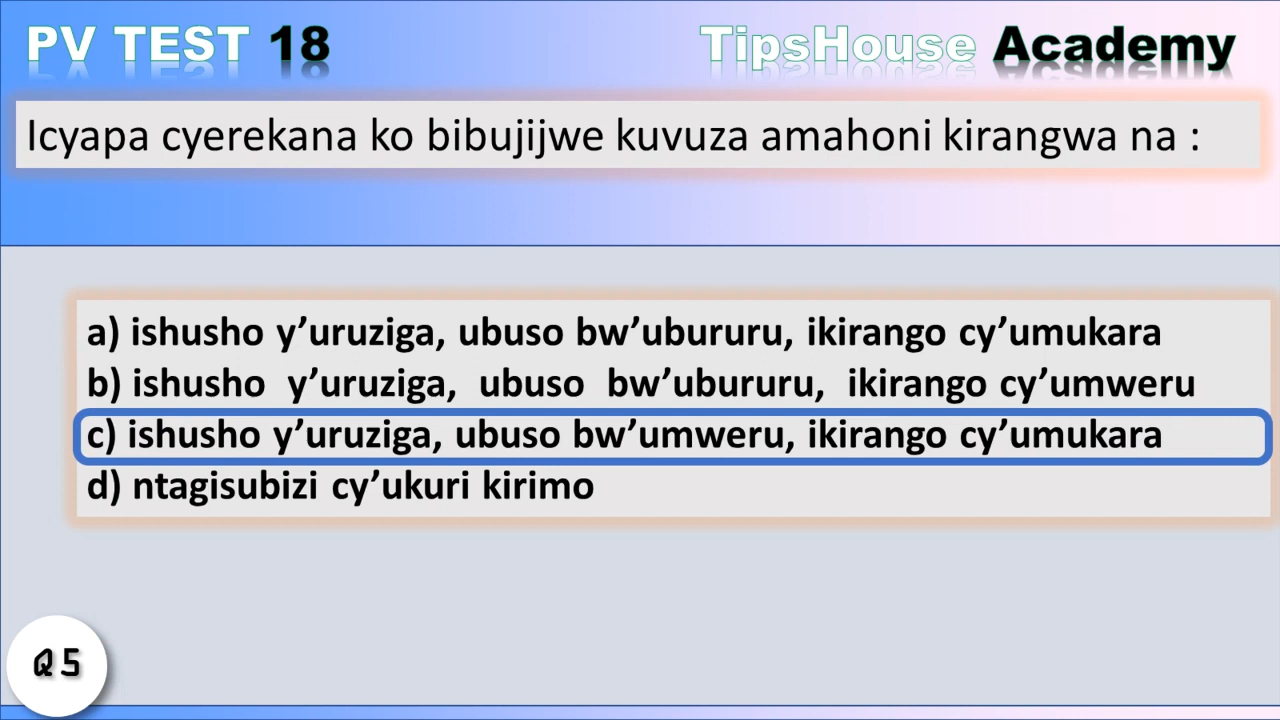 PV TEST 18
TipsHouse Academy
Icyapa cyerekana ko bibujijwe kuvuza amahoni kirangwa na :
a) ishusho y’uruziga, ubuso bw’ubururu, ikirango cy’umukara
b) ishusho y’uruziga, ubuso bw’ubururu, ikirango cy’umweru
c) ishusho y’uruziga, ubuso bw’umweru, ikirango cy’umukara
d) ntagisubizi cy’ukuri kirimo
Q 5